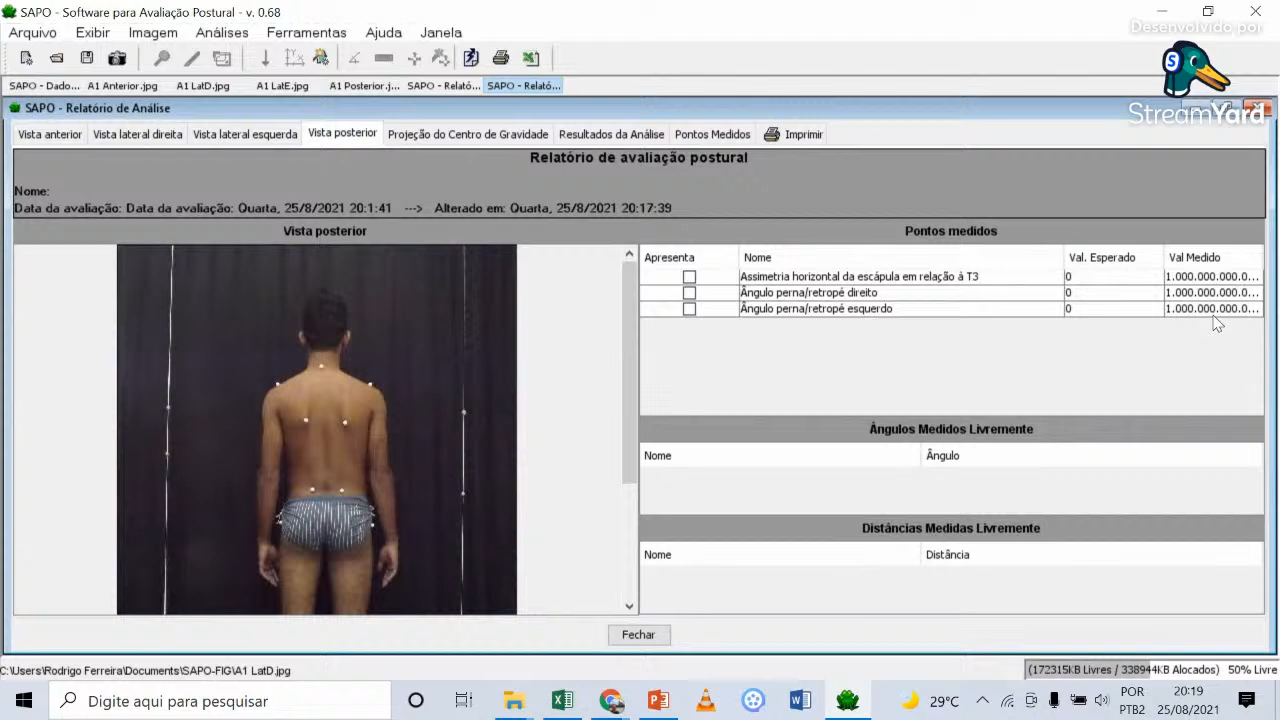 SAPO - Software para Avaliação Postural - v. 0.68
Desenvolvido por
StreamYard
Arquivo Exibir Imagem Análises Ferramentas Ajuda Janela
SAPO - Dado... A1 Anterior.jpg A1 LatD.jpg A1 LatE.jpg A1 Posterior.j... SAPO - Relató... SAPO - Relató...
SAPO - Relatório de Análise
Vista anterior Vista lateral direita Vista lateral esquerda Vista posterior Projeção do Centro de Gravidade Resultados da Análise Pontos Medidos Imprimir
Relatório de avaliação postural
Nome:
Data da avaliação: Data da avaliação: Quarta, 25/8/2021 20:1:41 ---> Alterado em: Quarta, 25/8/2021 20:17:39
Vista posterior
Pontos medidos
Apresenta Nome Val. Esperado Val Medido
Assimetria horizontal da escápula em relação à T3 0 1.000.000.000.0...
Ângulo perna/retropé direito 0 1.000.000.000.0...
Ângulo perna/retropé esquerdo 0 1.000.000.000.0...
Ângulos Medidos Livremente
Nome Ângulo
Distâncias Medidas Livremente
Nome Distância
Fechar
C:\Users\Rodrigo Ferreira\Documents\SAPO-FIG\A1 LatD.jpg
(172315KB Livres / 338944KB Alocados) 50% Livre
Digite aqui para pesquisar
29°C
POR
PTB2
20:19
25/08/2021